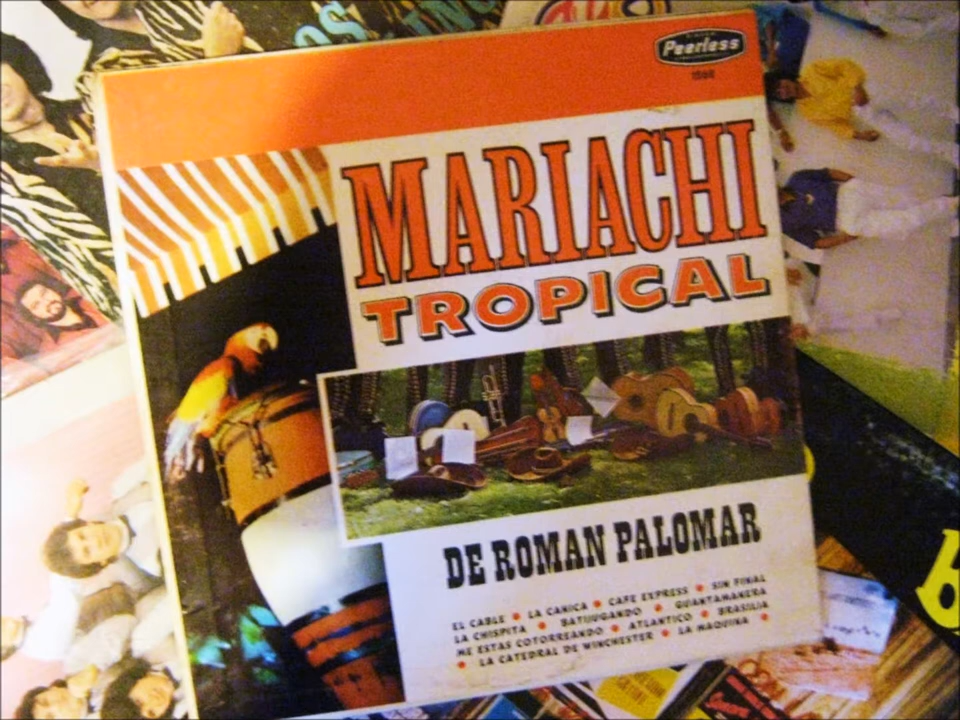 Peerless
MARIACHI
TROPICAL
DE ROMAN PALOMAR
EL CABLE • LA CANICA • CAFE EXPRESS • SIN FINAL
LA CHISPITA • BATIJUGANDO • GUANTANAMERA
ME ESTAS COTORREANDO • ATLANTICO • BRASILIA
• LA CATEDRAL DE WINCHESTER • LA MAQUINA •